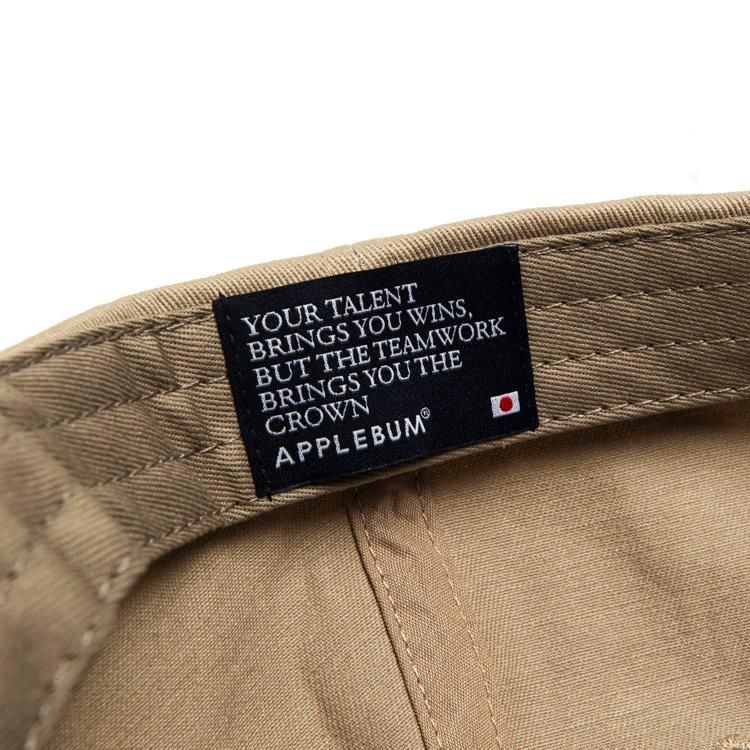 YOUR TALENT
BRINGS YOU WINS,
BUT THE TEAMWORK
BRINGS YOU THE
CROWN
APPLEBUM®